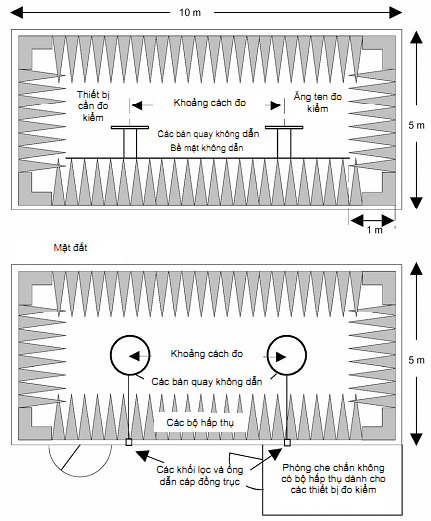 10 m
Thiết bị
cần đo
kiểm
Khoảng cách đo
Ăng ten đo
kiểm
Các bàn quay không dẫn
Bề mặt không dẫn
5 m
1 m
Mặt đất
Khoảng cách đo
Các bàn quay không dẫn
5 m
Các bộ hấp thụ
Các khối lọc và ống
dẫn cáp đồng trục
Phòng che chắn không
có bộ hấp thụ dành cho
các thiết bị đo kiểm